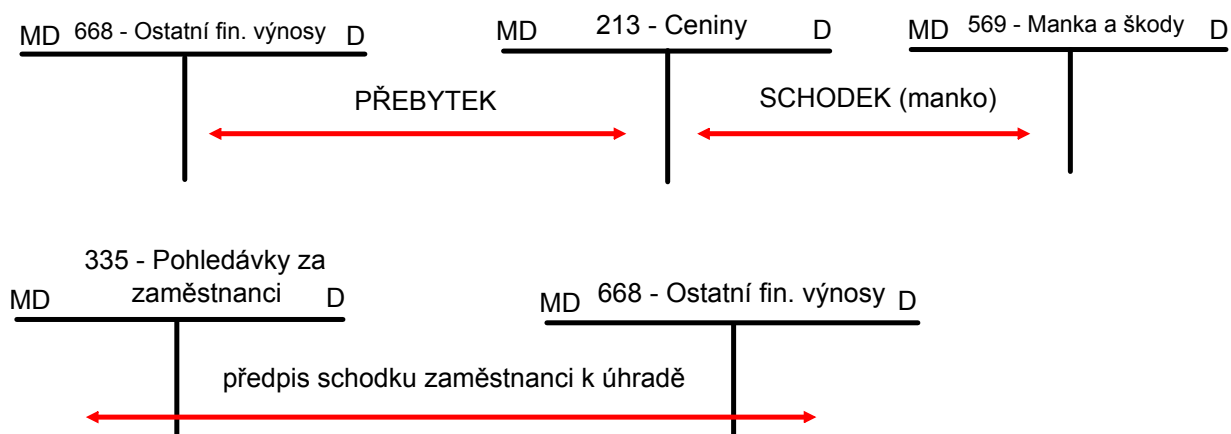 MD 668 - Ostatní fin. výnosy D
MD 213 - Ceniny D
MD 569 - Manka a škody D
PŘEBYTEK
SCHODEK (manko)
335 - Pohledávky za
MD zaměstnanci D
MD 668 - Ostatní fin. výnosy D
předpis schodku zaměstnanci k úhradě